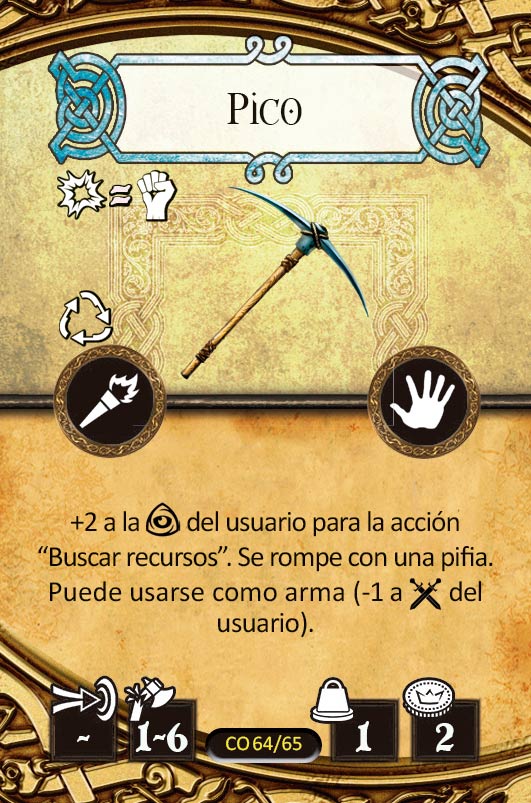 Pico
+2 a la del usuario para la acción
“Buscar recursos”. Se rompe con una pifia.
Puede usarse como arma (-1 a del
usuario).
- 1-6 CO 64/65 1 2